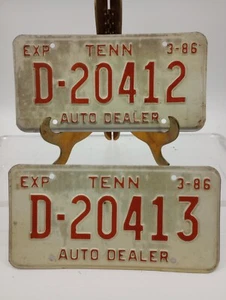 EXP TENN 3-86
D-20412
AUTO DEALER
EXP TENN 3-86
D-20413
AUTO DEALER